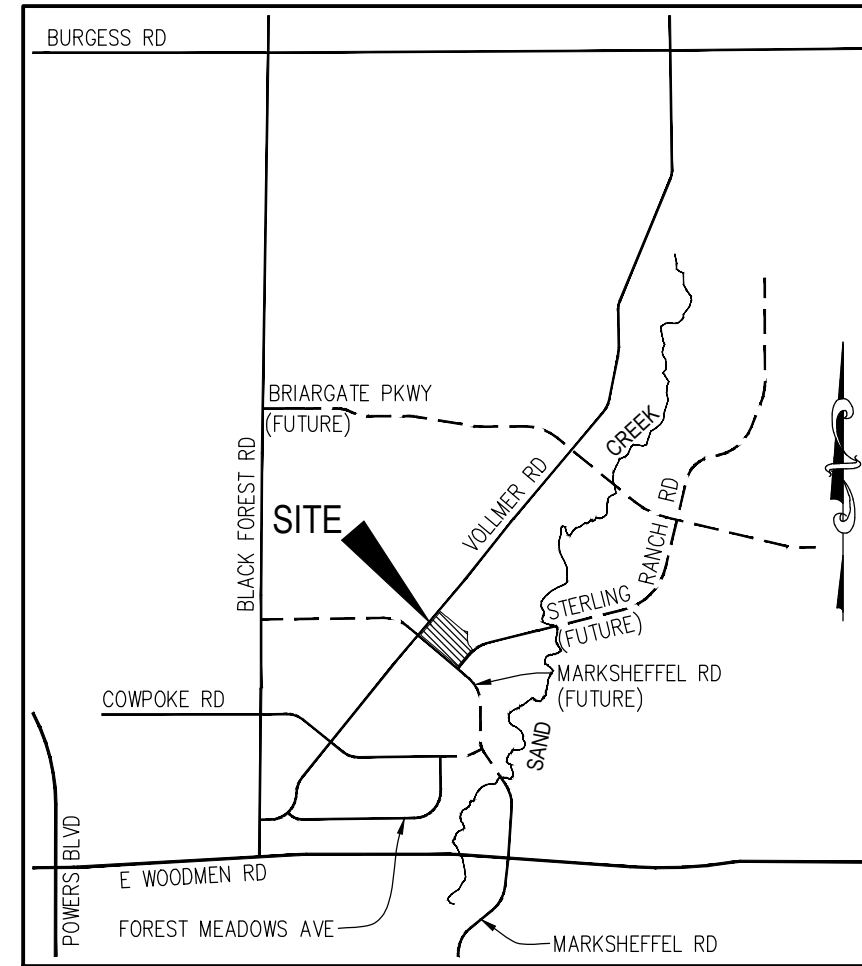 BURGESS RD
BRIARGATE PKWY
(FUTURE)
CREEK
BLACK FOREST RD
VOLLMER RD
RANCH RD
SITE
STERLING
(FUTURE)
MARKSHEFFEL RD
(FUTURE)
COWPOKE RD
SAND
POWERS BLVD
E WOODMEN RD
FOREST MEADOWS AVE
MARKSHEFFEL RD